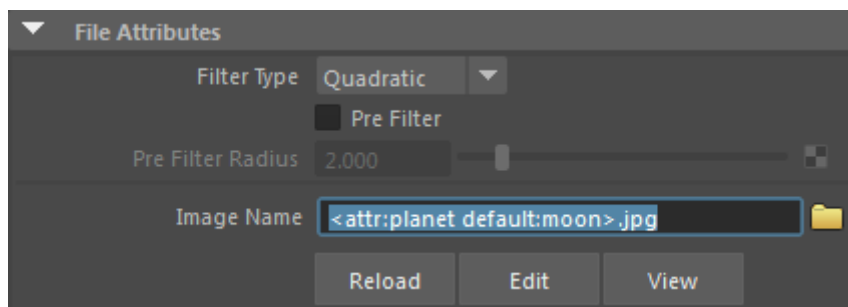 File Attributes
Filter Type Quadratic
Pre Filter
Pre Filter Radius 2.000
Image Name <attr:planet default:moon>.jpg
Reload Edit View